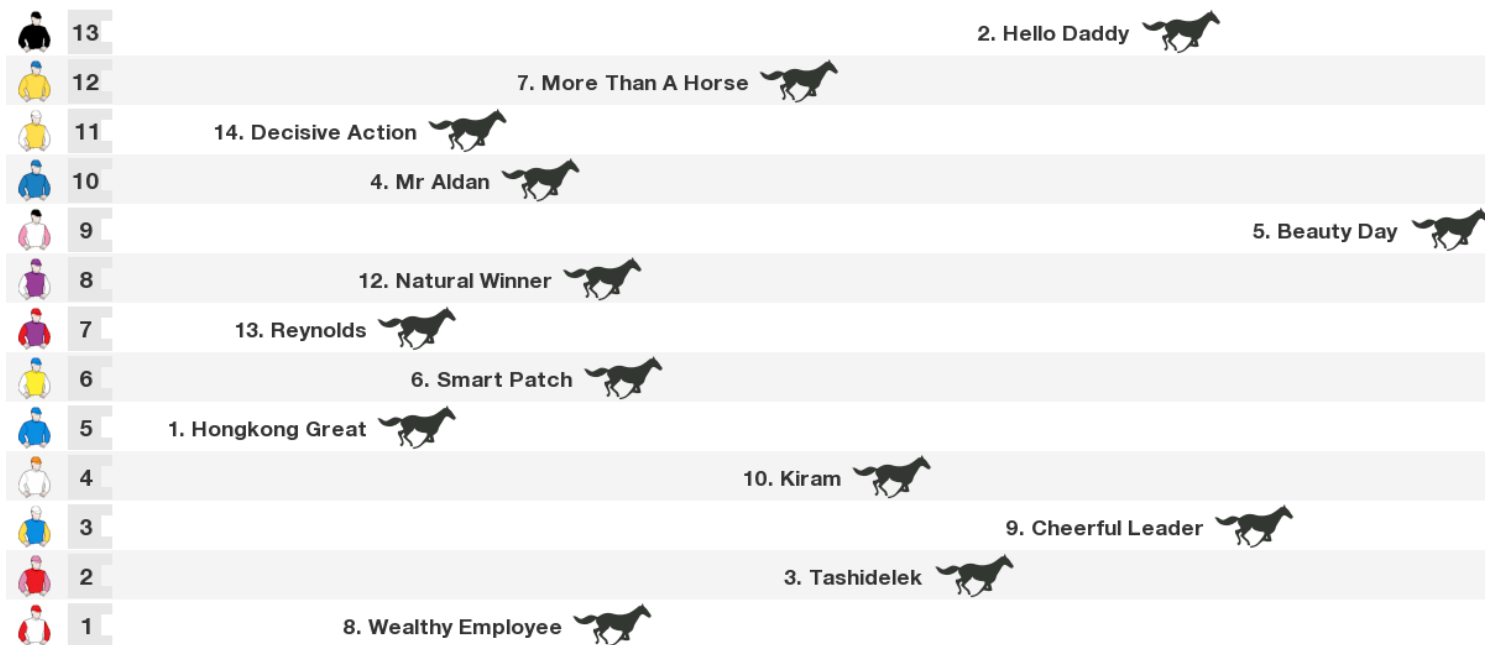 13 2. Hello Daddy
12 7. More Than A Horse
11 14. Decisive Action
10 4. Mr Aldan
9 5. Beauty Day
8 12. Natural Winner
7 13. Reynolds
6 6. Smart Patch
5 1. Hongkong Great
4 10. Kiram
3 9. Cheerful Leader
2 3. Tashidelek
1 8. Wealthy Employee